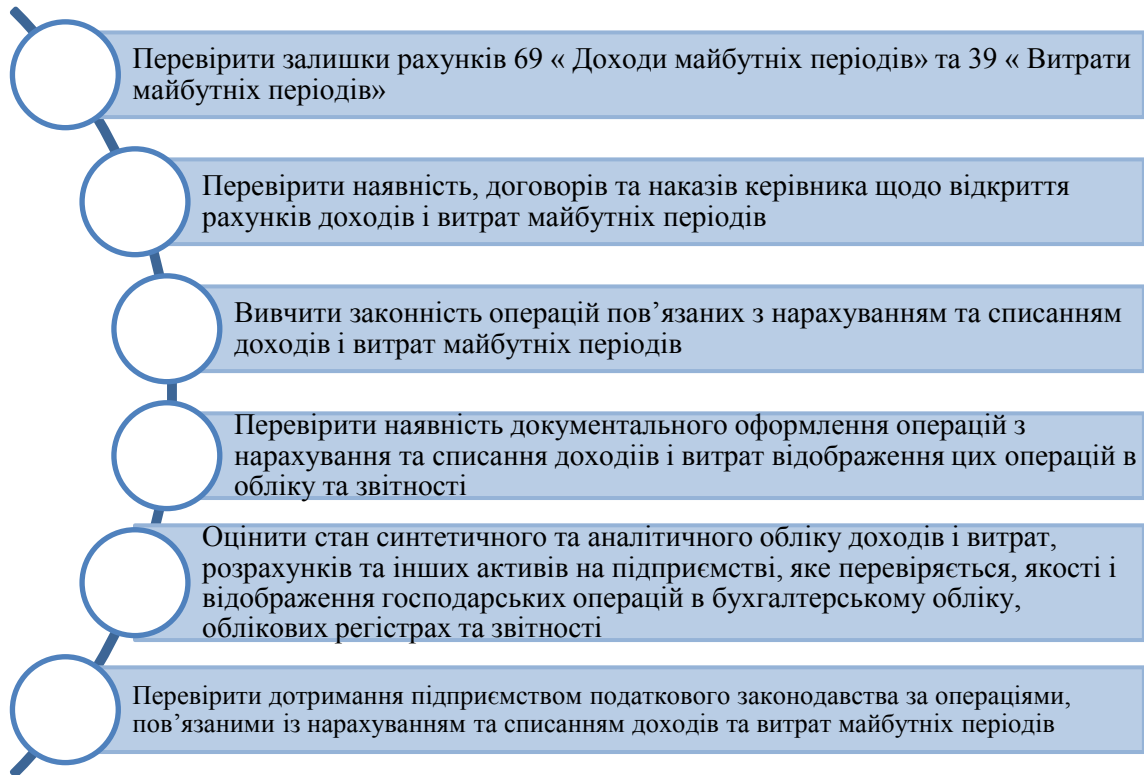 Перевірити залишки рахунків 69 « Доходи майбутніх періодів» та 39 « Витрати
майбутніх періодів»
Перевірити наявність, договорів та наказів керівника щодо відкриття
рахунків доходів і витрат майбутніх періодів
Вивчити законність операцій пов’язаних з нарахуванням та списанням
доходів і витрат майбутніх періодів
Перевірити наявність документального оформлення операцій з
нарахування та списання доходіів і витрат відображення цих операцій в
обліку та звітності
Оцінити стан синтетичного та аналітичного обліку доходів і витрат,
розрахунків та інших активів на підприємстві, яке перевіряється, якості і
відображення господарських операцій в бухгалтерському обліку,
облікових регістрах та звітності
Перевірити дотримання підприємством податкового законодавства за операціями,
пов’язаними із нарахуванням та списанням доходів та витрат майбутніх періодів